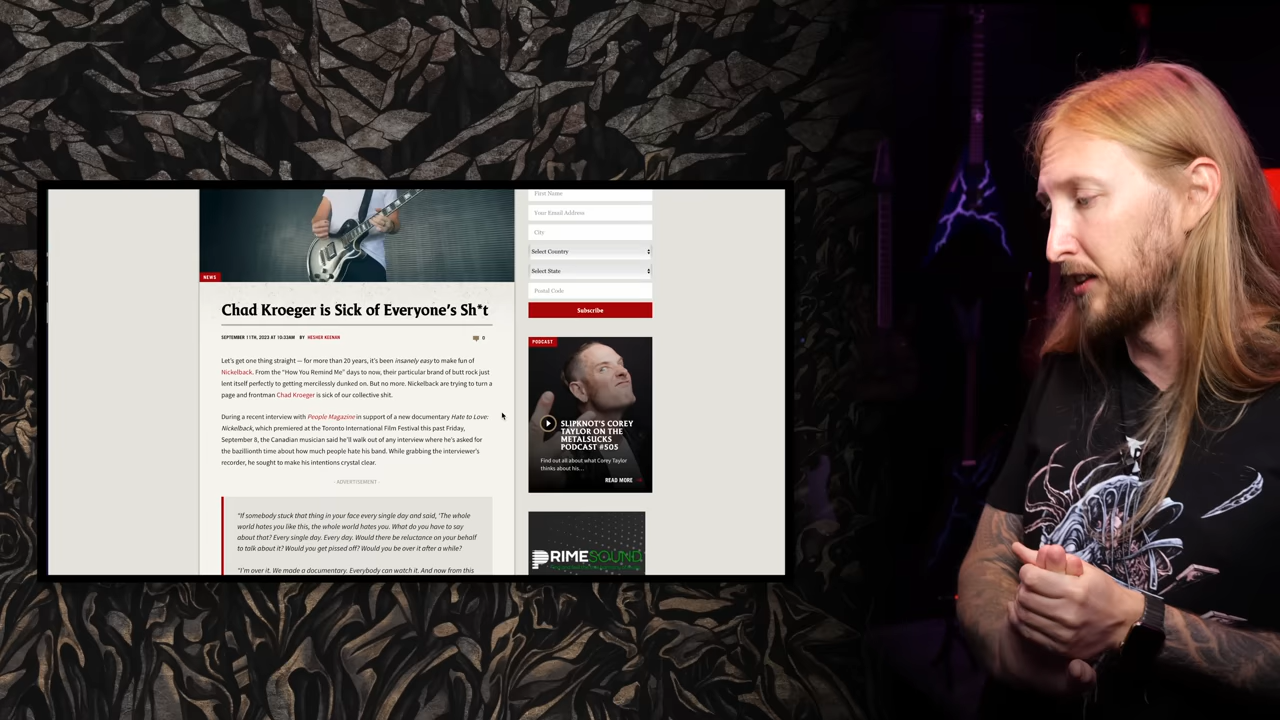 First Name
Your Email Address
City
Select Country
Select State
Postal Code
Subscribe
NEWS
Chad Kroeger is Sick of Everyone's Sh*t
SEPTEMBER 11TH, 2023 AT 10:33AM BY HESHER KEENAN
0
Let's get one thing straight — for more than 20 years, it's been insanely easy to make fun of
Nickelback. From the "How You Remind Me" days to now, their particular brand of butt rock just
lent itself perfectly to getting mercilessly dunked on. But no more. Nickelback are trying to turn a
page and frontman Chad Kroeger is sick of our collective shit.
During a recent interview with People Magazine in support of a new documentary Hate to Love:
Nickelback, which premiered at the Toronto International Film Festival this past Friday,
September 8, the Canadian musician said he'll walk out of any interview where he's asked for
the bazillionth time about how much people hate his band. While grabbing the interviewer's
recorder, he sought to make his intentions crystal clear.
- ADVERTISEMENT -
"If somebody stuck that thing in your face every single day and said, 'The whole
world hates you like this, the whole world hates you. What do you have to say
about that? Every single day. Every day. Would there be reluctance on your behalf
to talk about it? Would you get pissed off? Would you be over it after a while?
"I'm over it. We made a documentary. Everybody can watch it. And now from this
PODCAST
SLIPKNOT'S COREY
TAYLOR ON THE
METALSUCKS
PODCAST #505
Find out all about what Corey Taylor
thinks about his...
READ MORE
PRIMESOUND